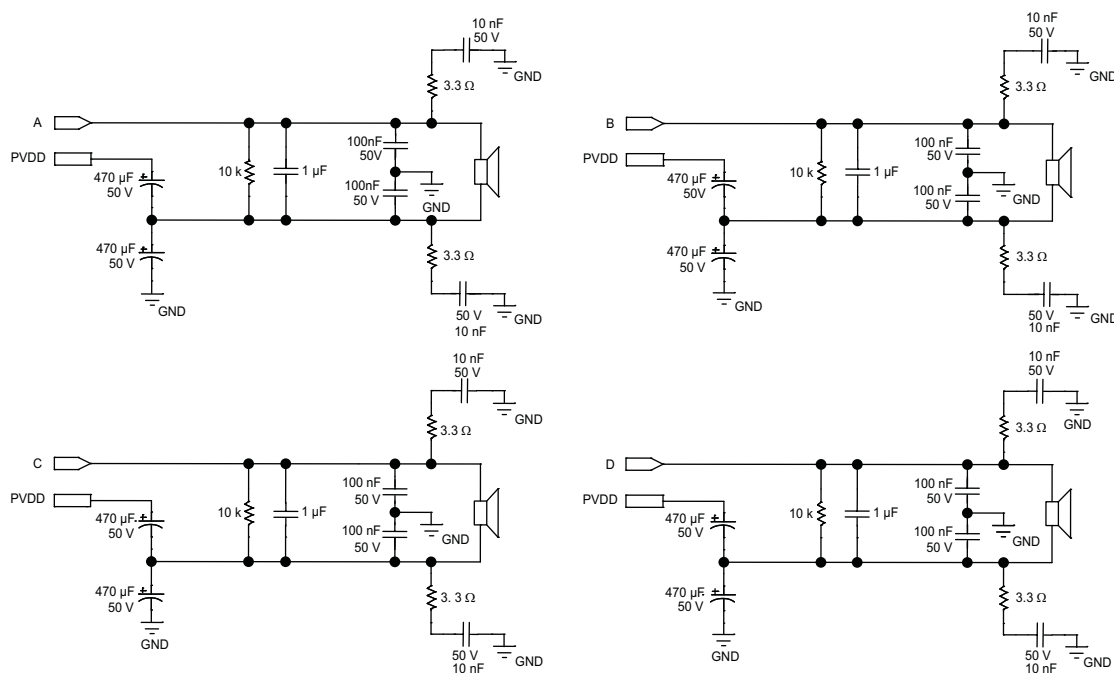 10 nF
50 V
GND
3.3 Ω
A
PVDD
470 µF
50 V
10 k
1 µF
100nF
50V
100nF
50 V
GND
470 µF
50 V
GND
3.3 Ω
50 V
10 nF
GND
10 nF
50 V
GND
3.3 Ω
B
PVDD
470 µF
50V
10 k
1 µF
100 nF
50 V
100 nF
50 V
GND
470 µF
50 V
GND
3.3 Ω
50 V
10 nF
GND
10 nF
50 V
GND
3.3 Ω
C
PVDD
470 µF
50 V
10 k
1 µF
100 nF
50 V
100 nF
50 V
GND
470 µF
50 V
GND
3. 3 Ω
50 V
10 nF
GND
10 nF
50 V
GND
3.3 Ω
D
PVDD
470 µF
50 V
10 k
1 µF
100 nF
50 V
100 nF
50 V
GND
470 µF
50 V
GND
3.3 Ω
50 V
10 nF
GND